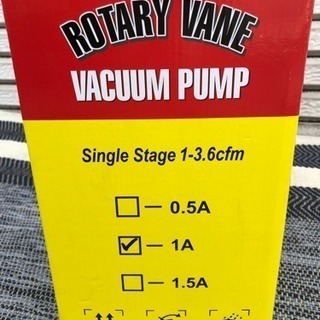 ROTARY VANE
VACUUM PUMP
Single Stage 1-3.6cfm
— 0.5A
— 1A
— 1.5A